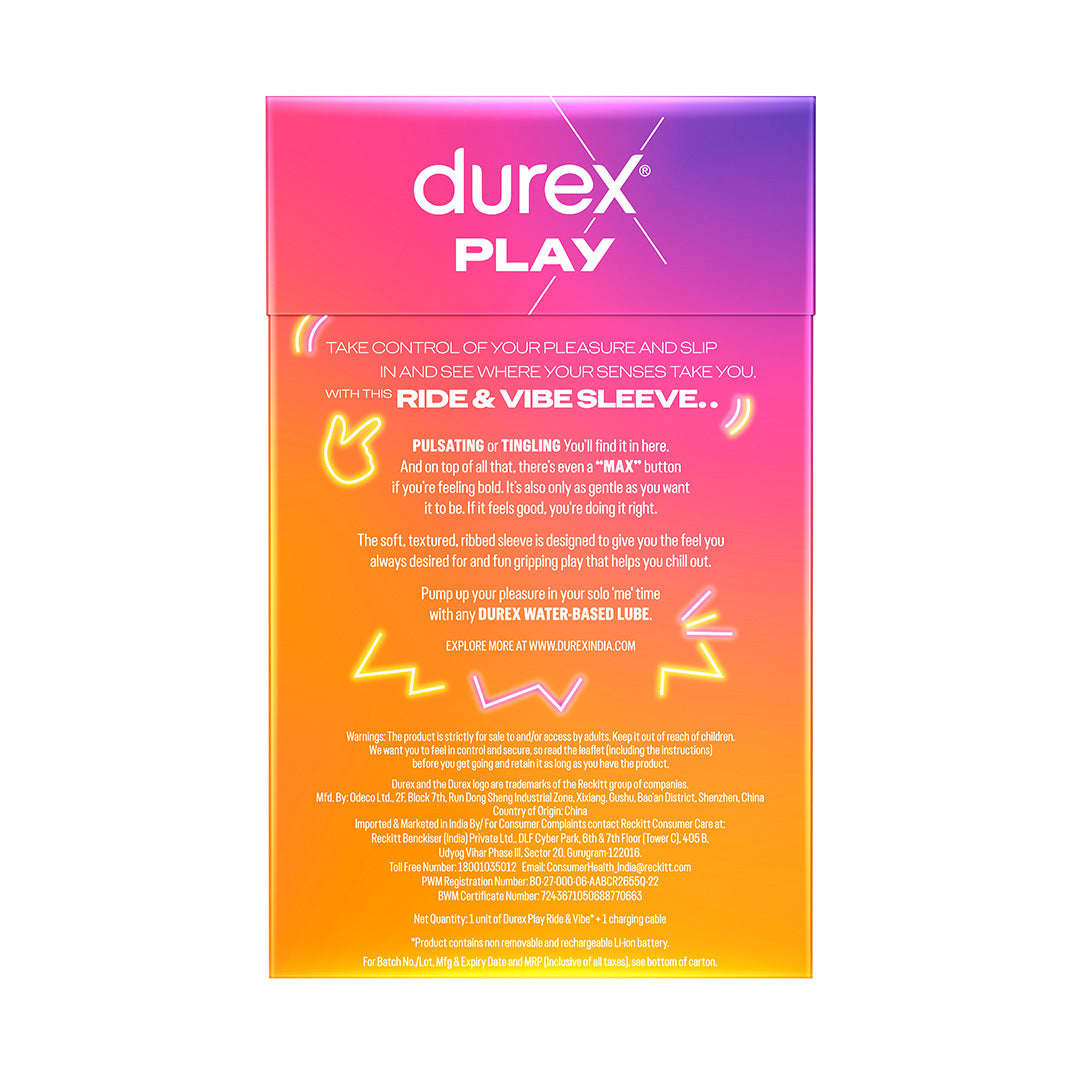 durex®
PLAY
TAKE CONTROL OF YOUR PLEASURE AND SLIP
IN AND SEE WHERE YOUR SENSES TAKE YOU.
WITH THIS RIDE & VIBE SLEEVE..
PULSATING or TINGLING You'll find it in here.
And on top of all that, there's even a “MAX” button
if you're feeling bold. It's also only as gentle as you want
it to be. If it feels good, you're doing it right.
The soft, textured, ribbed sleeve is designed to give you the feel you
always desired for and fun gripping play that helps you chill out.
Pump up your pleasure in your solo 'me' time
with any DUREX WATER-BASED LUBE.
EXPLORE MORE AT WWW.DUREXINDIA.COM
Warnings: The product is strictly for sale to and/or access by adults. Keep it out of reach of children.
We want you to feel in control and secure, so read the leaflet (including the instructions)
before you get going and retain it as long as you have the product.
Durex and the Durex logo are trademarks of the Reckitt group of companies.
Mfd. By: Odeco Ltd., 2F, Block 7th, Run Dong Sheng Industrial Zone, Xixiang, Gushu, Bao'an District, Shenzhen, China
Country of Origin: China
Imported & Marketed in India By/ For Consumer Complaints contact Reckitt Consumer Care at:
Reckitt Benckiser (India) Private Ltd., DLF Cyber Park, 6th & 7th Floor (Tower C), 405 B,
Udyog Vihar Phase III, Sector 20, Gurugram-122016.
Toll Free Number: 18001035012 Email: ConsumerHealth_India@reckitt.com
PWM Registration Number: BO-27-000-06-AABCR2655Q-22
BWM Certificate Number: 7243671050688770663
Net Quantity: 1 unit of Durex Play Ride & Vibe* + 1 charging cable
*Product contains non removable and rechargeable Li-ion battery.
For Batch No./Lot, Mfg & Expiry Date and MRP (Inclusive of all taxas), see bottom of carton.